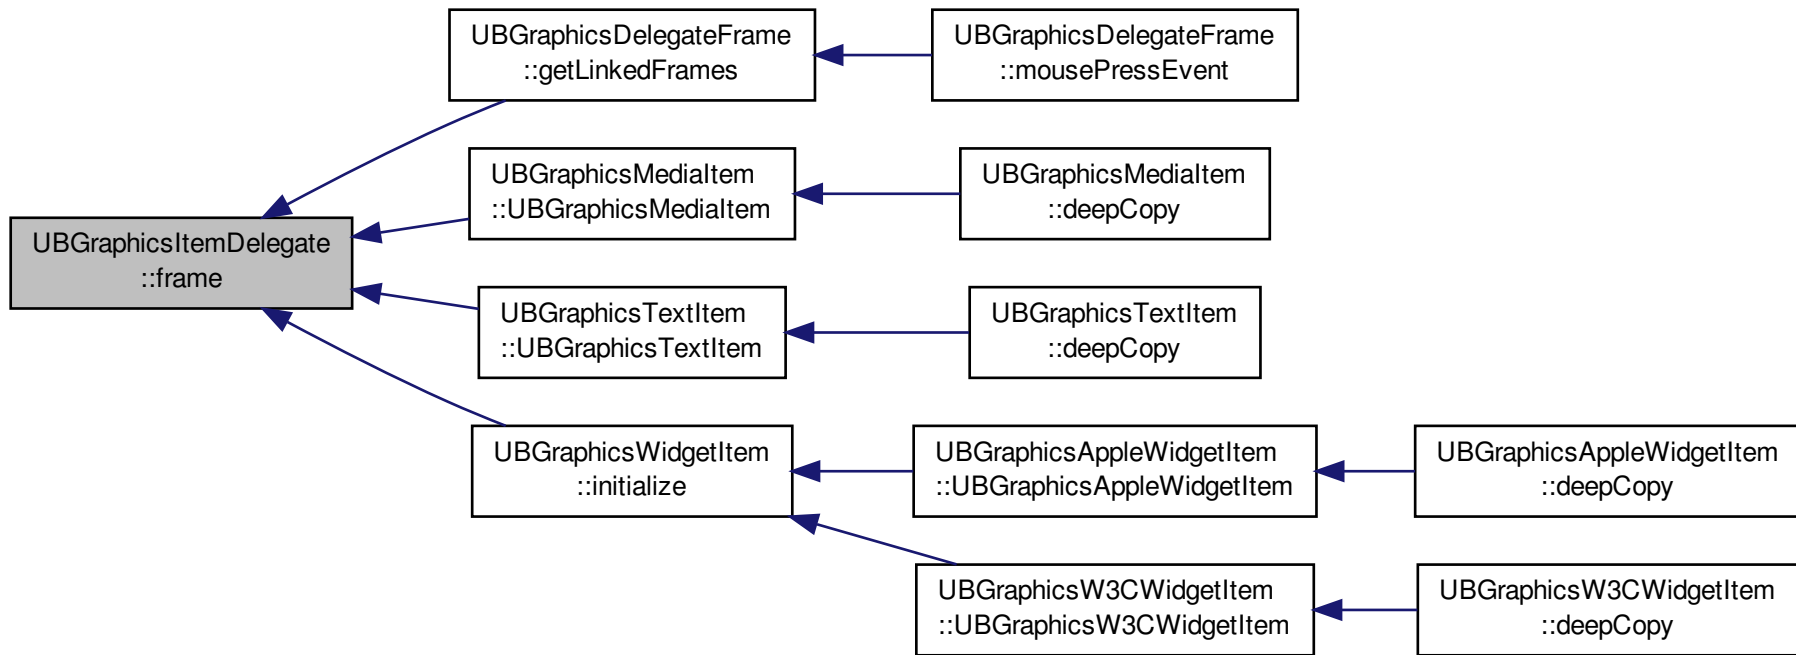 UBGraphicsDelegateFrame
::getLinkedFrames
UBGraphicsDelegateFrame
::mousePressEvent
UBGraphicsMediaItem
::UBGraphicsMediaItem
UBGraphicsMediaItem
::deepCopy
UBGraphicsItemDelegate
::frame
UBGraphicsTextItem
::UBGraphicsTextItem
UBGraphicsTextItem
::deepCopy
UBGraphicsWidgetItem
::initialize
UBGraphicsAppleWidgetItem
::UBGraphicsAppleWidgetItem
UBGraphicsAppleWidgetItem
::deepCopy
UBGraphicsW3CWidgetItem
::UBGraphicsW3CWidgetItem
UBGraphicsW3CWidgetItem
::deepCopy